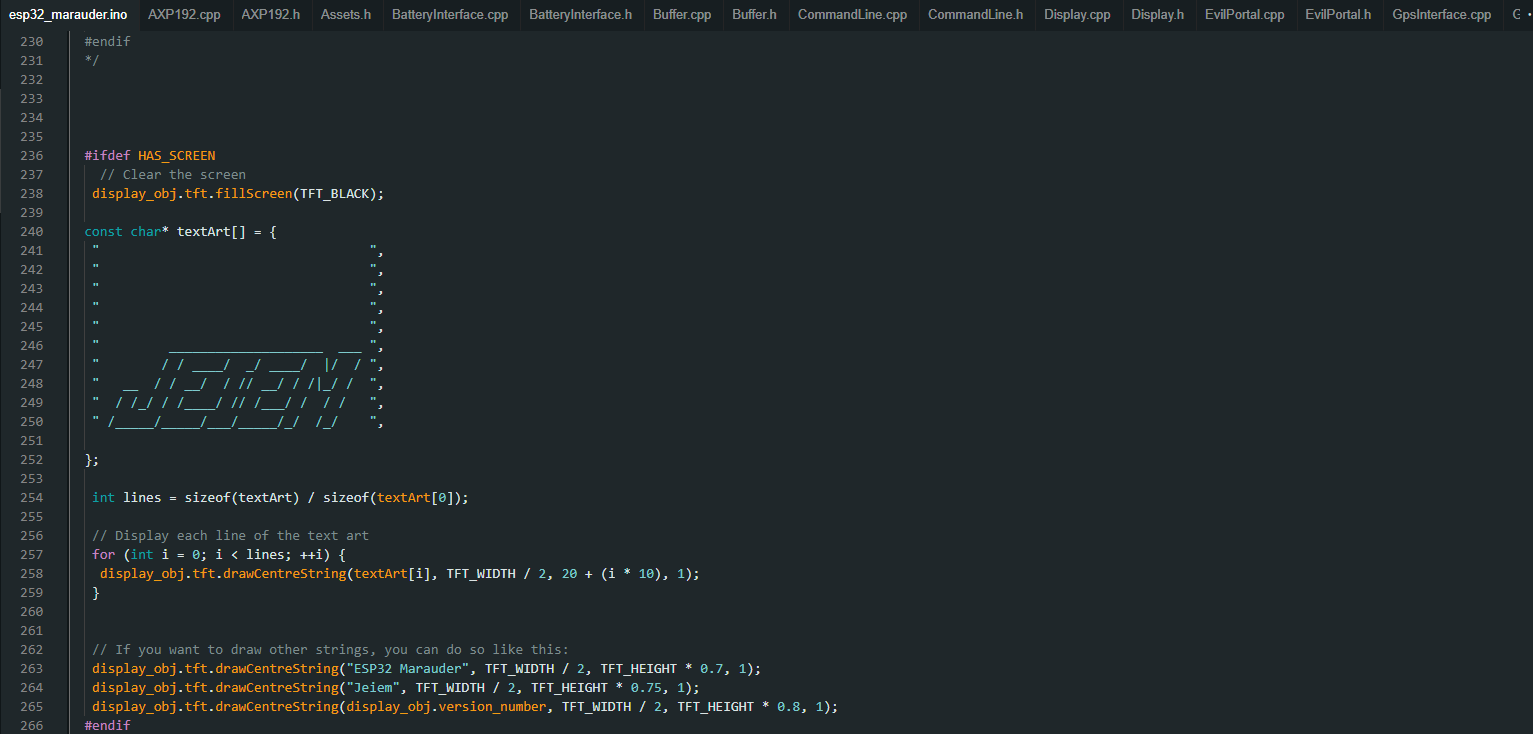 esp32_marauder.ino AXP192.cpp AXP192.h Assets.h BatteryInterface.cpp BatteryInterface.h Buffer.cpp Buffer.h CommandLine.cpp CommandLine.h Display.cpp Display.h EvilPortal.cpp EvilPortal.h GpsInterface.cpp G
230 #endif
231 */
232
233
234
235
236 #ifdef HAS_SCREEN
237 // Clear the screen
238 display_obj.tft.fillScreen(TFT_BLACK);
239
240 const char* textArt[] = {
241 "                                   ",
242 "                                   ",
243 "                                   ",
244 "                                   ",
245 "                                   ",
246 "         ____________________  ___ ",
247 "        / / ____/  _/ ____/  |/  / ",
248 "   __  / / __/  / // __/ / /|_/ /  ",
249 "  / /_/ / /____/ // /___/ /  / /   ",
250 " /_____/_____/___/_____/_/  /_/    ",
251
252 };
253
254 int lines = sizeof(textArt) / sizeof(textArt[0]);
255
256 // Display each line of the text art
257 for (int i = 0; i < lines; ++i) {
258 display_obj.tft.drawCentreString(textArt[i], TFT_WIDTH / 2, 20 + (i * 10), 1);
259 }
260
261
262 // If you want to draw other strings, you can do so like this:
263 display_obj.tft.drawCentreString("ESP32 Marauder", TFT_WIDTH / 2, TFT_HEIGHT * 0.7, 1);
264 display_obj.tft.drawCentreString("Jeiem", TFT_WIDTH / 2, TFT_HEIGHT * 0.75, 1);
265 display_obj.tft.drawCentreString(display_obj.version_number, TFT_WIDTH / 2, TFT_HEIGHT * 0.8, 1);
266 #endif